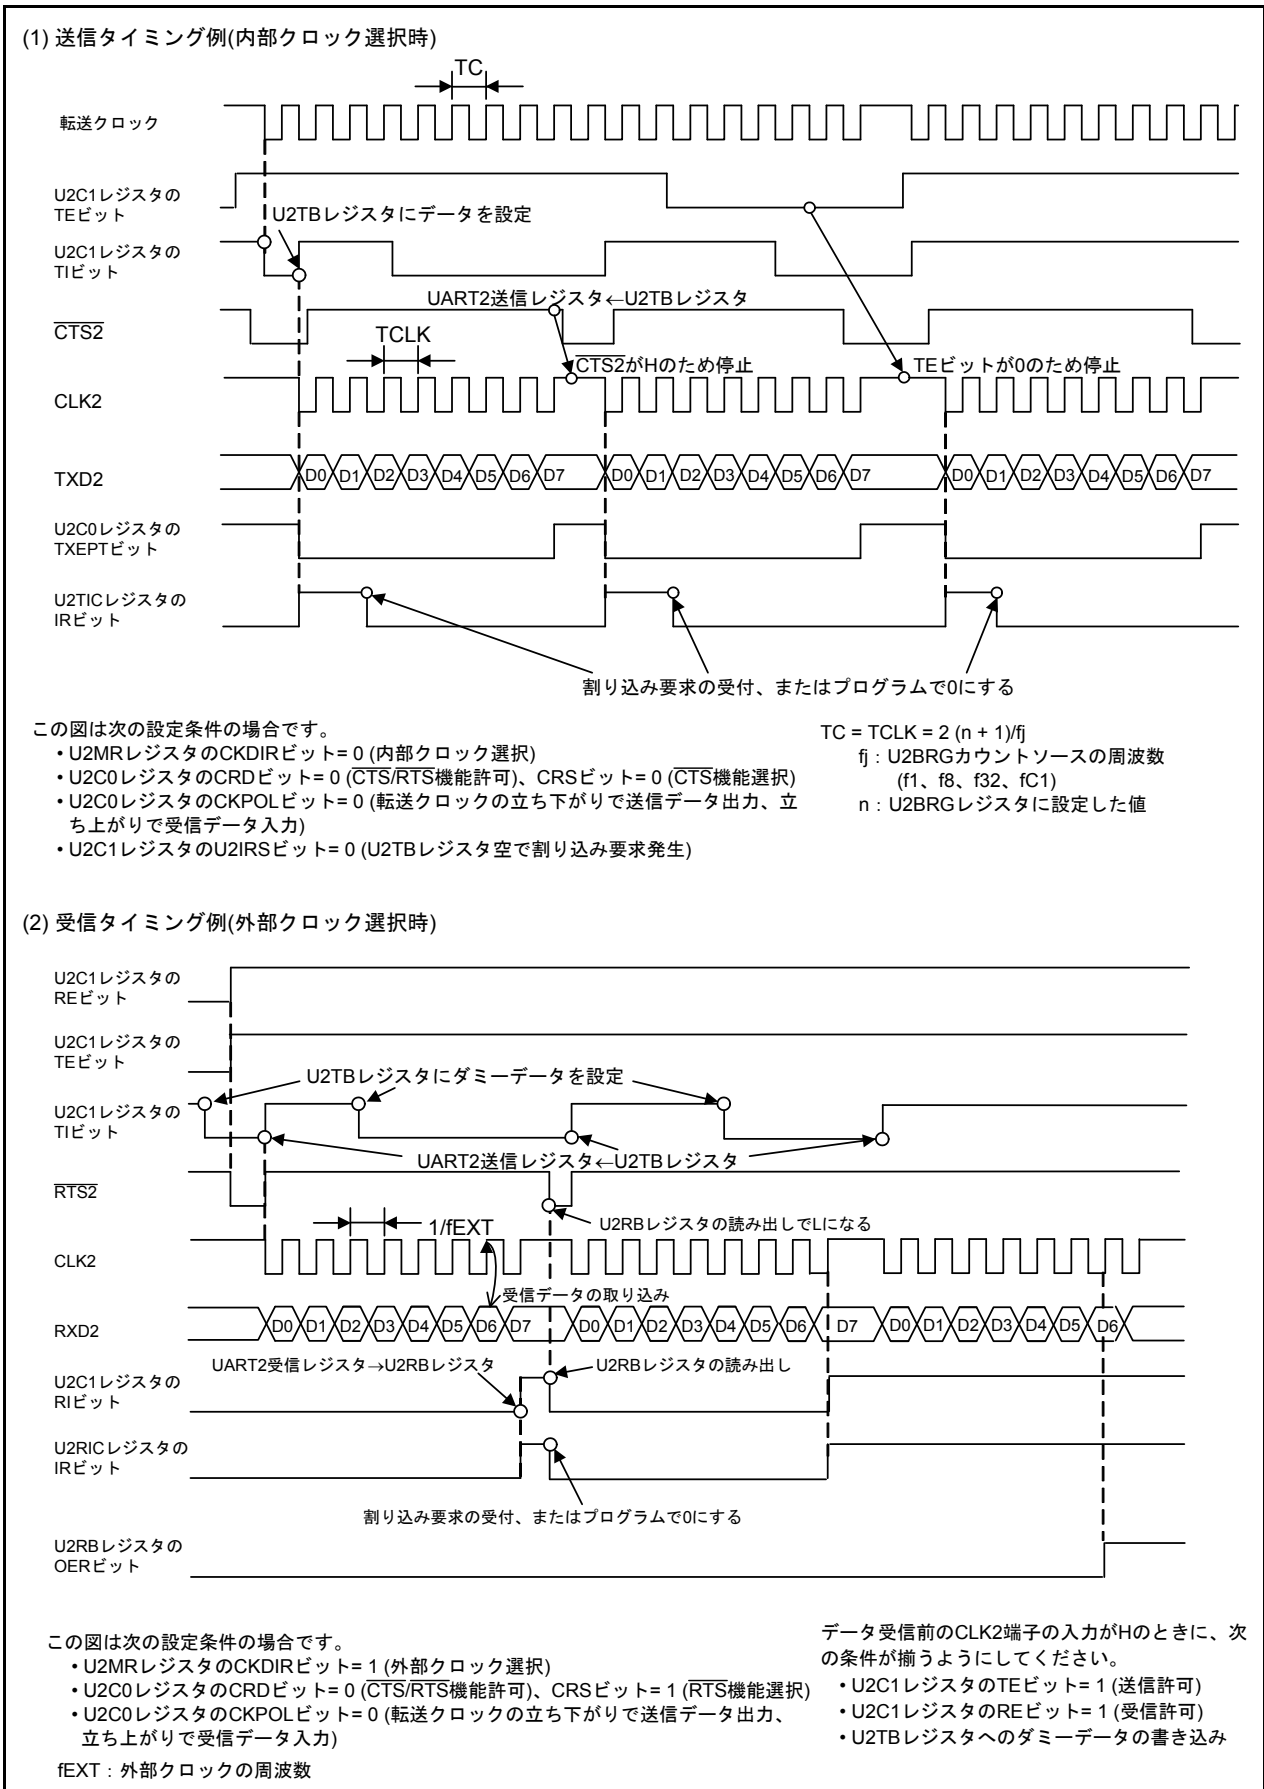 (1) 送信タイミング例(内部クロック選択時)
TC
転送クロック
U2C1レジスタの
TEビット
U2TBレジスタにデータを設定
U2C1レジスタの
TIビット
UART2送信レジスタ←U2TBレジスタ
CTS2
TCLK
CTS2がHのため停止
TEビットが0のため停止
CLK2
TXD2
D0 D1 D2 D3 D4 D5 D6 D7 D0 D1 D2 D3 D4 D5 D6 D7 D0 D1 D2 D3 D4 D5 D6 D7
U2C0レジスタの
TXEPTビット
U2TICレジスタの
IRビット
割り込み要求の受付、またはプログラムで0にする
この図は次の設定条件の場合です。
• U2MRレジスタのCKDIRビット= 0 (内部クロック選択)
• U2C0レジスタのCRDビット= 0 (CTS/RTS機能許可)、CRSビット= 0 (CTS機能選択)
• U2C0レジスタのCKPOLビット= 0 (転送クロックの立ち下がりで送信データ出力、立
ち上がりで受信データ入力)
• U2C1レジスタのU2IRSビット= 0 (U2TBレジスタ空で割り込み要求発生)
TC = TCLK = 2 (n + 1)/fj
fj：U2BRGカウントソースの周波数
(f1、f8、f32、fC1)
n：U2BRGレジスタに設定した値
(2) 受信タイミング例(外部クロック選択時)
U2C1レジスタの
REビット
U2C1レジスタの
TEビット
U2TBレジスタにダミーデータを設定
U2C1レジスタの
TIビット
UART2送信レジスタ←U2TBレジスタ
RTS2
U2RBレジスタの読み出しでLになる
1/fEXT
CLK2
受信データの取り込み
RXD2
D0 D1 D2 D3 D4 D5 D6 D7 D0 D1 D2 D3 D4 D5 D6 D7 D0 D1 D2 D3 D4 D5 D6
UART2受信レジスタ→U2RBレジスタ
U2RBレジスタの読み出し
U2C1レジスタの
RIビット
U2RICレジスタの
IRビット
割り込み要求の受付、またはプログラムで0にする
U2RBレジスタの
OERビット
この図は次の設定条件の場合です。
• U2MRレジスタのCKDIRビット= 1 (外部クロック選択)
• U2C0レジスタのCRDビット= 0 (CTS/RTS機能許可)、CRSビット= 1 (RTS機能選択)
• U2C0レジスタのCKPOLビット= 0 (転送クロックの立ち下がりで送信データ出力、
立ち上がりで受信データ入力)
fEXT：外部クロックの周波数
データ受信前のCLK2端子の入力がHのときに、次
の条件が揃うようにしてください。
• U2C1レジスタのTEビット= 1 (送信許可)
• U2C1レジスタのREビット= 1 (受信許可)
• U2TBレジスタへのダミーデータの書き込み